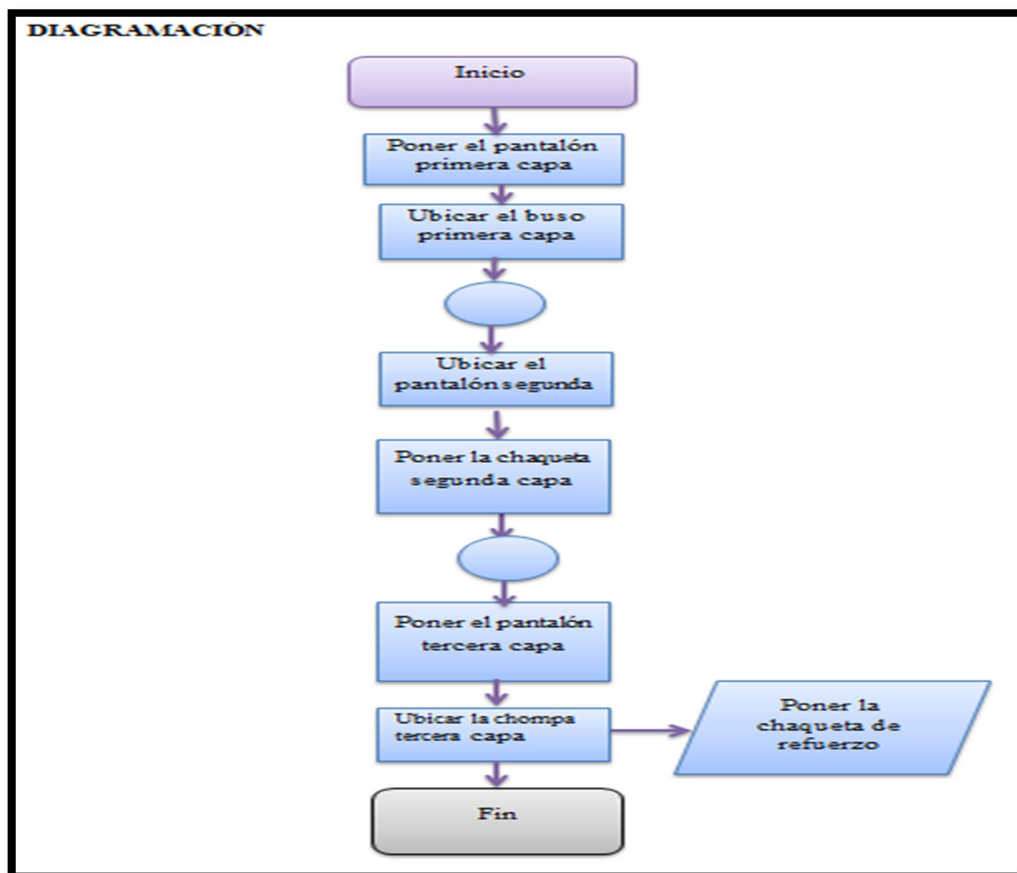 DIAGRAMACIÓN
Inicio
Poner el pantalón
primera capa
Ubicar el buso
primera capa
Ubicar el
pantalón segunda
Poner la chaqueta
segunda capa
Poner el pantalón
tercera capa
Ubicar la chompa
tercera capa
Poner la
chaqueta de
refuerzo
Fin